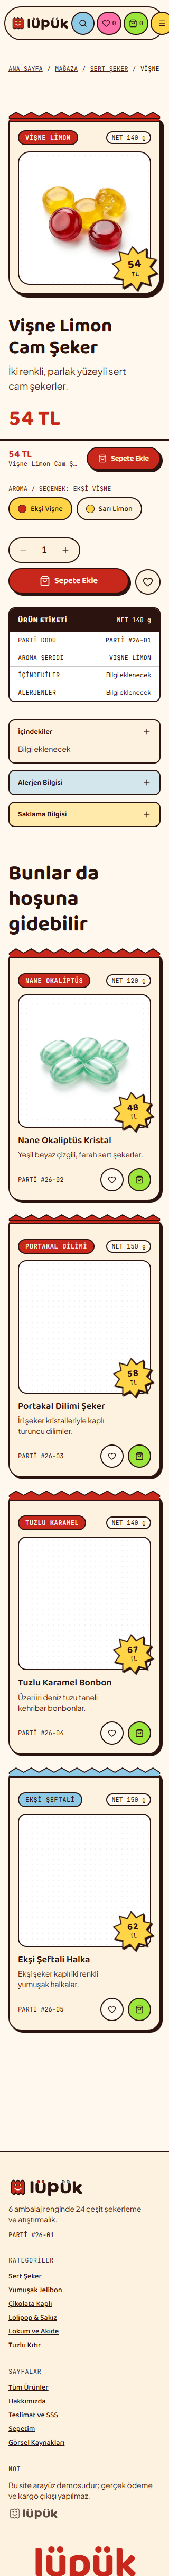 lüpük 0 0
ANA SAYFA / MAĞAZA / SERT ŞEKER / VİŞNE
VİŞNE LİMON NET 140 g
54
TL
Vişne Limon
Cam Şeker
İki renkli, parlak yüzeyli sert
cam şekerler.
54 TL
54 TL
Vişne Limon Cam Ş…
Sepete Ekle
AROMA / SEÇENEK: EKŞİ VİŞNE
Ekşi Vişne Sarı Limon
− 1 +
Sepete Ekle
ÜRÜN ETİKETİ NET 140 g
PARTİ KODU PARTİ #26-01
AROMA ŞERİDİ VİŞNE LİMON
İÇİNDEKİLER Bilgi eklenecek
ALERJENLER Bilgi eklenecek
İçindekiler +
Bilgi eklenecek
Alerjen Bilgisi +
Saklama Bilgisi +
Bunlar da
hoşuna
gidebilir
NANE OKALİPTÜS NET 120 g
48
TL
Nane Okaliptüs Kristal
Yeşil beyaz çizgili, ferah sert şekerler.
PARTİ #26-02
PORTAKAL DİLİMİ NET 150 g
58
TL
Portakal Dilimi Şeker
İri şeker kristalleriyle kaplı
turuncu dilimler.
PARTİ #26-03
TUZLU KARAMEL NET 150 g
67
TL
Tuzlu Karamel Bonbon
Üzeri iri deniz tuzu taneli
kehribar bonbonlar.
PARTİ #26-04
EKŞİ ŞEFTALİ NET 150 g
62
TL
Ekşi Şeftali Halka
Ekşi şeker kaplı iki renkli
yumuşak halkalar.
PARTİ #26-05
lüpük
6 ambalaj renginde 24 çeşit şekerleme
ve atıştırmalık.
PARTİ #26-01
KATEGORİLER
Sert Şeker
Yumuşak Jelibon
Çikolata Kaplı
Lolipop & Sakız
Lokum ve Akide
Tuzlu Kıtır
SAYFALAR
Tüm Ürünler
Hakkımızda
Teslimat ve SSS
Sepetim
Görsel Kaynakları
NOT
Bu site arayüz demosudur; gerçek ödeme
ve kargo çıkışı yapılmaz.
lüpük
lüpük